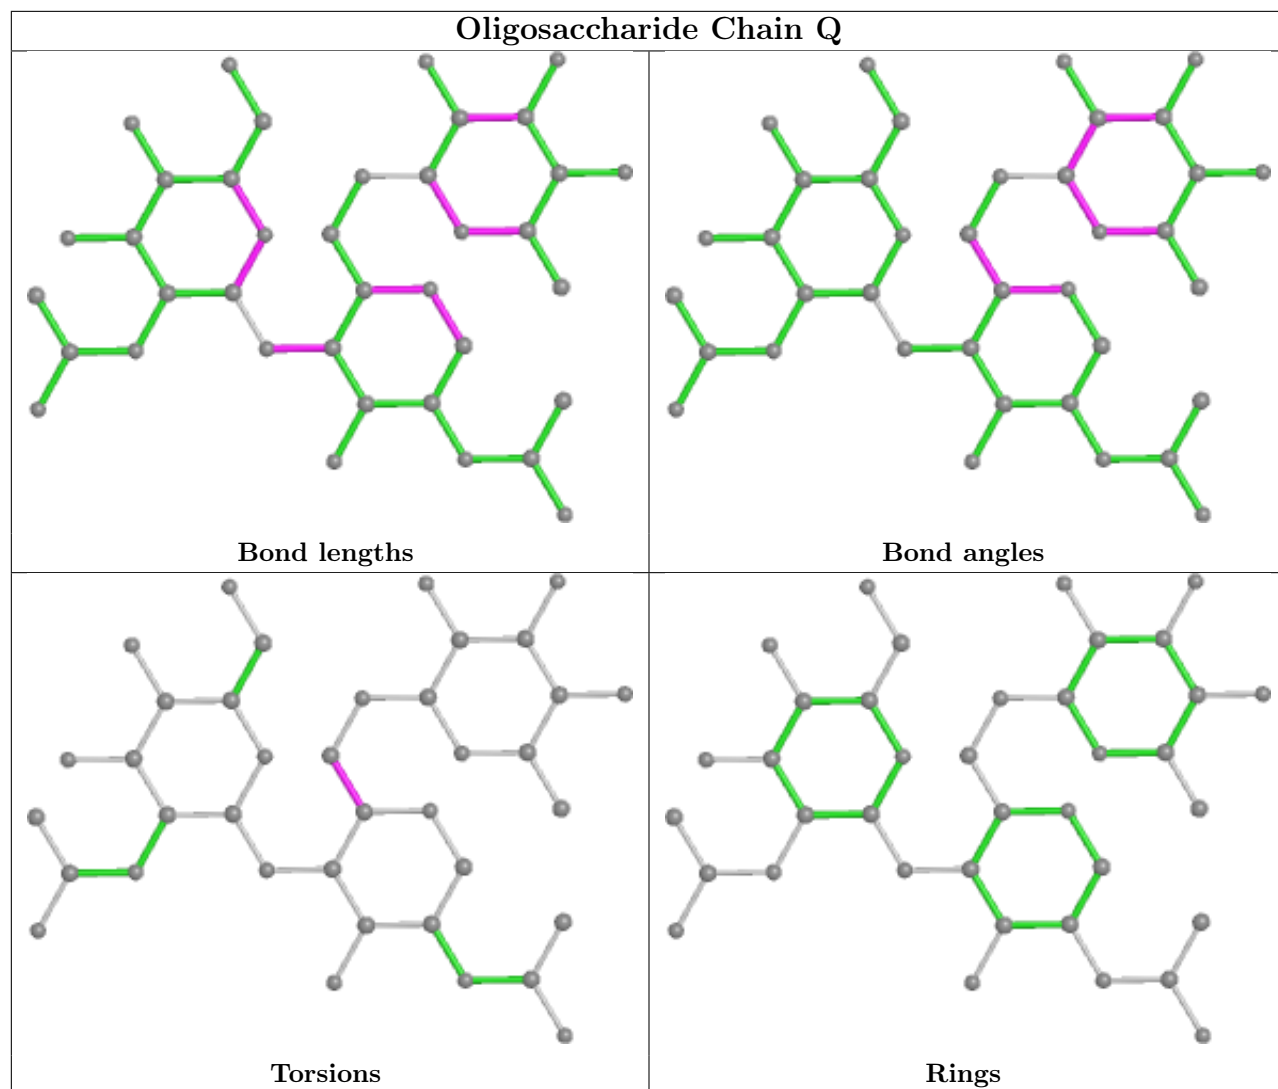 Oligosaccharide Chain Q
Bond lengths
Bond angles
Torsions
Rings